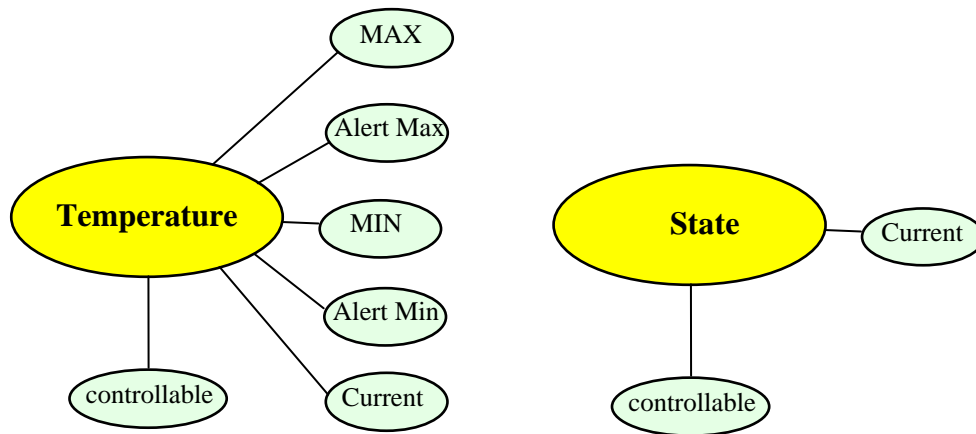 MAX
Alert Max
Temperature
MIN
State
Current
Alert Min
controllable
Current
controllable